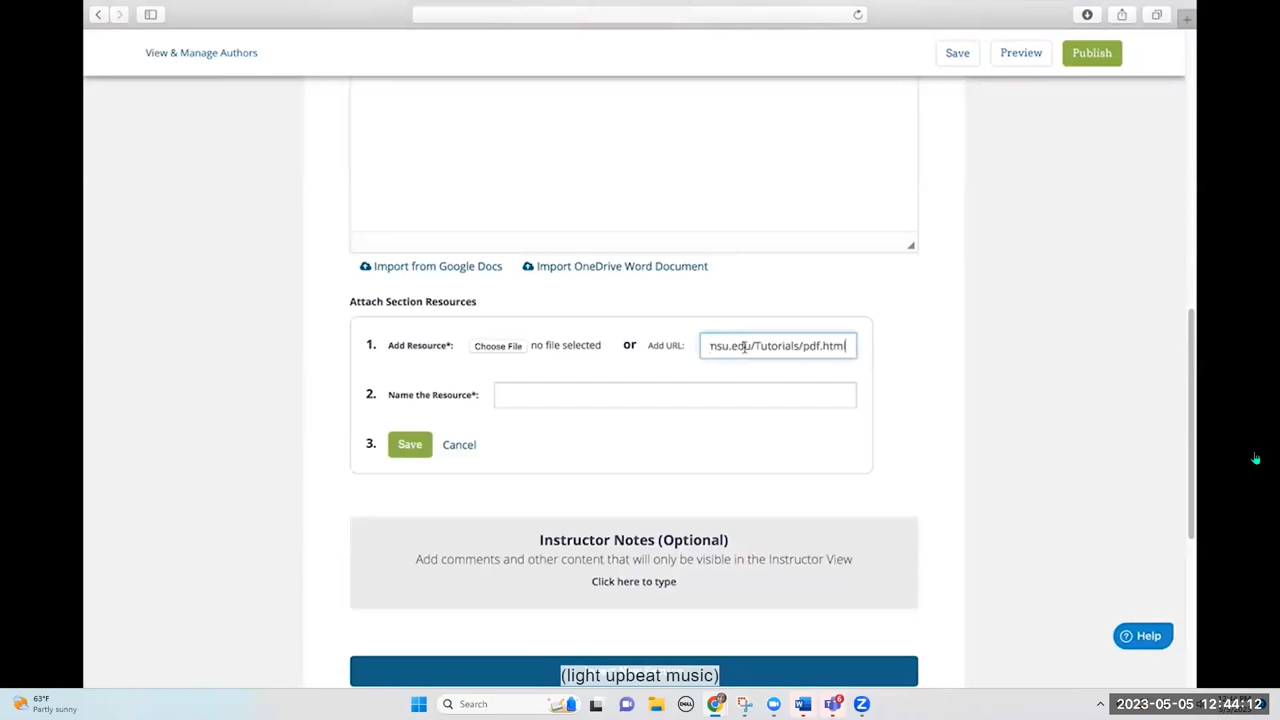 View & Manage Authors
Save
Preview
Publish
Import from Google Docs
Import OneDrive Word Document
Attach Section Resources
1. Add Resource*: Choose File no file selected or Add URL: nsu.edu/Tutorials/pdf.html
2. Name the Resource*:
3. Save Cancel
Instructor Notes (Optional)
Add comments and other content that will only be visible in the Instructor View
Click here to type
Help
(light upbeat music)
63°F
Partly sunny
Search
DELL
6
2023-05-05 12:44:12